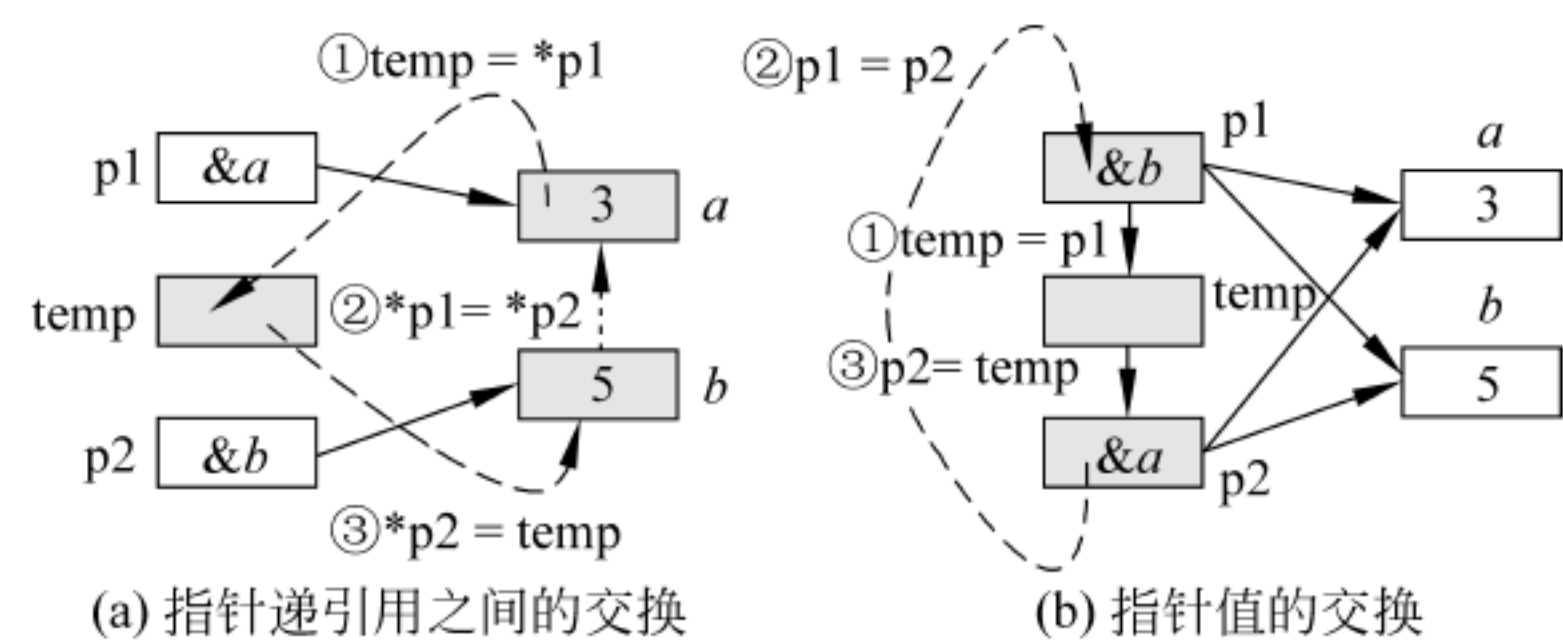 ①temp = *p1
p1
&a
3
a
temp
②*p1= *p2
5
b
p2
&b
③*p2 = temp
(a) 指针递引用之间的交换
②p1 = p2
p1
&b
a
3
①temp = p1
temp
b
③p2= temp
5
&a
p2
(b) 指针值的交换